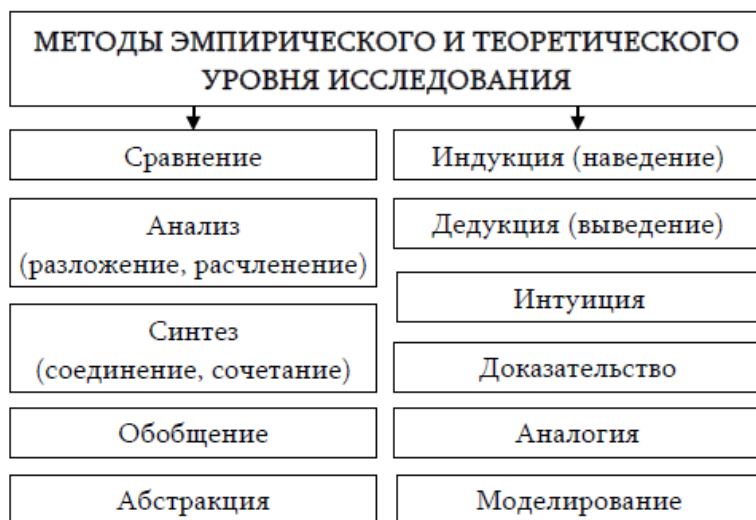 МЕТОДЫ ЭМПИРИЧЕСКОГО И ТЕОРЕТИЧЕСКОГО
УРОВНЯ ИССЛЕДОВАНИЯ
Сравнение
Анализ
(разложение, расчленение)
Синтез
(соединение, сочетание)
Обобщение
Абстракция
Индукция (наведение)
Дедукция (выведение)
Интуиция
Доказательство
Аналогия
Моделирование